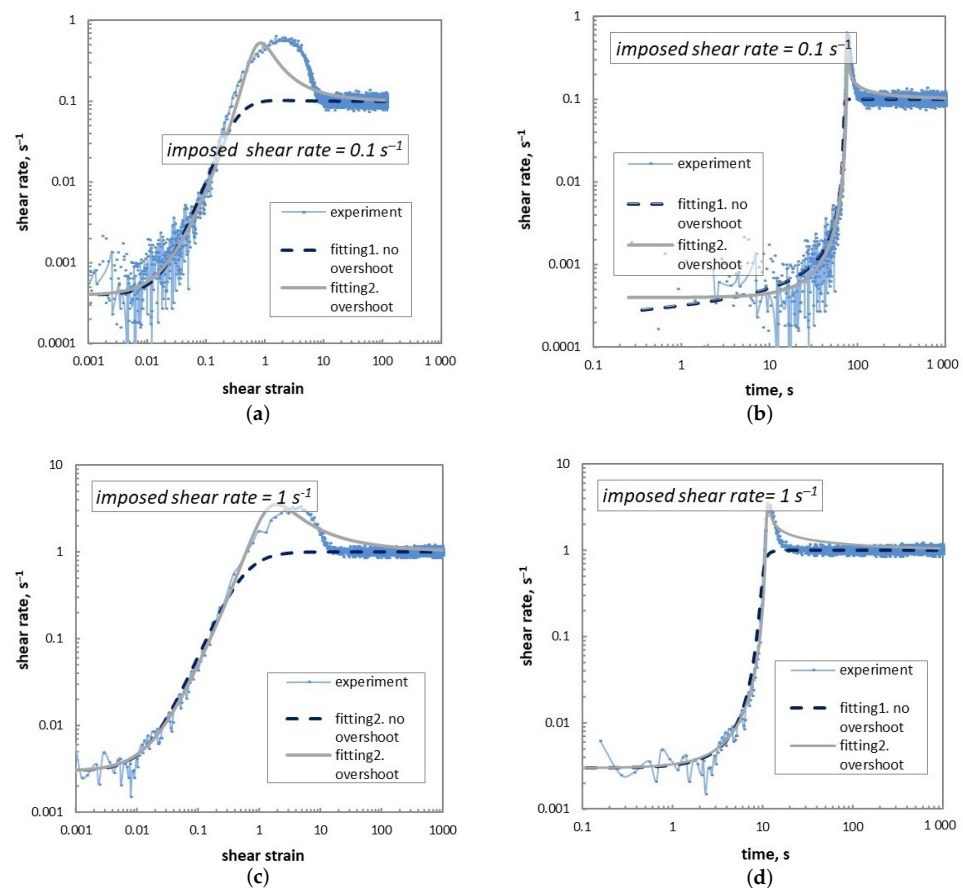 1
0.1
0.01
0.001
0.0001
shear rate, s⁻¹
imposed shear rate = 0.1 s⁻¹
experiment
fitting1. no
overshoot
fitting2.
overshoot
0.001
0.01
0.1
1
10
100
1 000
shear strain
(a)
1
0.1
0.01
0.001
0.0001
shear rate, s⁻¹
imposed shear rate = 0.1 s⁻¹
experiment
fitting1. no
overshoot
fitting2.
overshoot
0.1
1
10
100
1 000
time, s
(b)
10
1
0.1
0.01
0.001
shear rate, s⁻¹
imposed shear rate = 1 s⁻¹
experiment
fitting2. no
overshoot
fitting2.
overshoot
0.001
0.01
0.1
1
10
100
1000
shear strain
(c)
10
1
0.1
0.01
0.001
shear rate, s⁻¹
imposed shear rate= 1 s⁻¹
experiment
fitting1. no
overshoot
fitting2.
overshoot
0.1
1
10
100
1 000
time, s
(d)